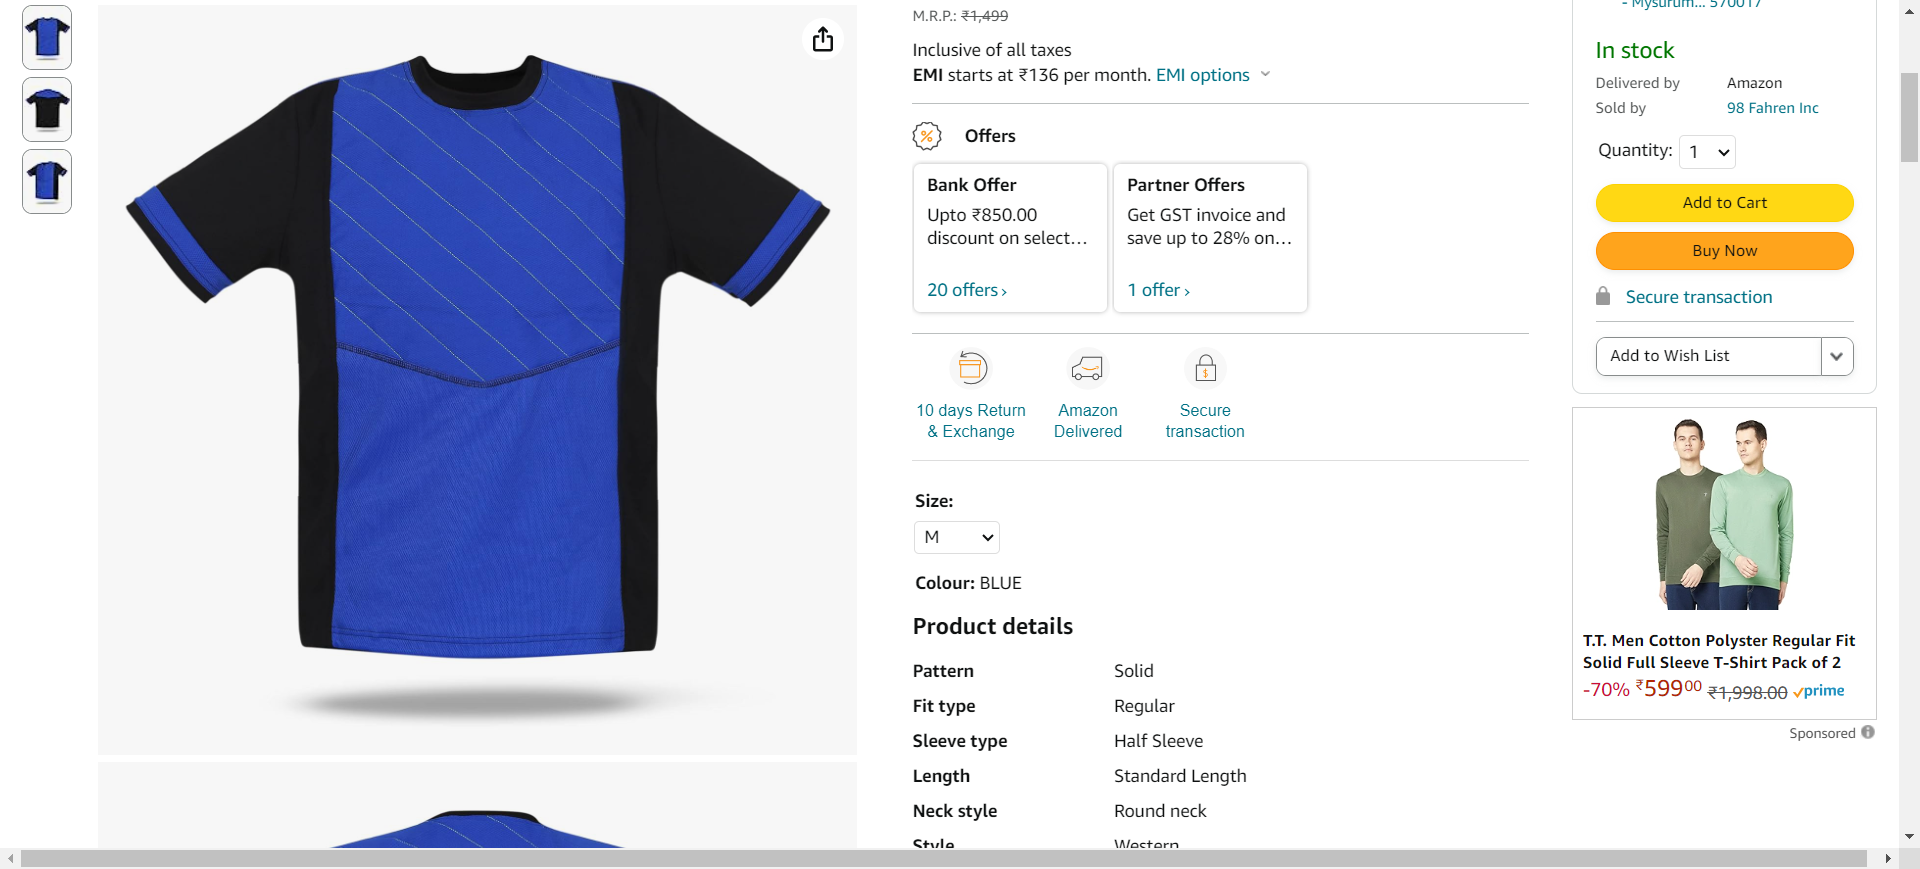 M.R.P.: ₹1,499
Inclusive of all taxes
EMI starts at ₹136 per month. EMI options
Offers
Bank Offer
Upto ₹850.00
discount on select…
20 offers ›
Partner Offers
Get GST invoice and
save up to 28% on…
1 offer ›
10 days Return
& Exchange
Amazon
Delivered
Secure
transaction
Size:
M
Colour: BLUE
Product details
Pattern Solid
Fit type Regular
Sleeve type Half Sleeve
Length Standard Length
Neck style Round neck
Style Western
- Mysurum... 570017
In stock
Delivered by Amazon
Sold by 98 Fahren Inc
Quantity: 1
Add to Cart
Buy Now
Secure transaction
Add to Wish List
T.T. Men Cotton Polyster Regular Fit
Solid Full Sleeve T-Shirt Pack of 2
-70% ₹59900 ₹1,998.00 prime
Sponsored